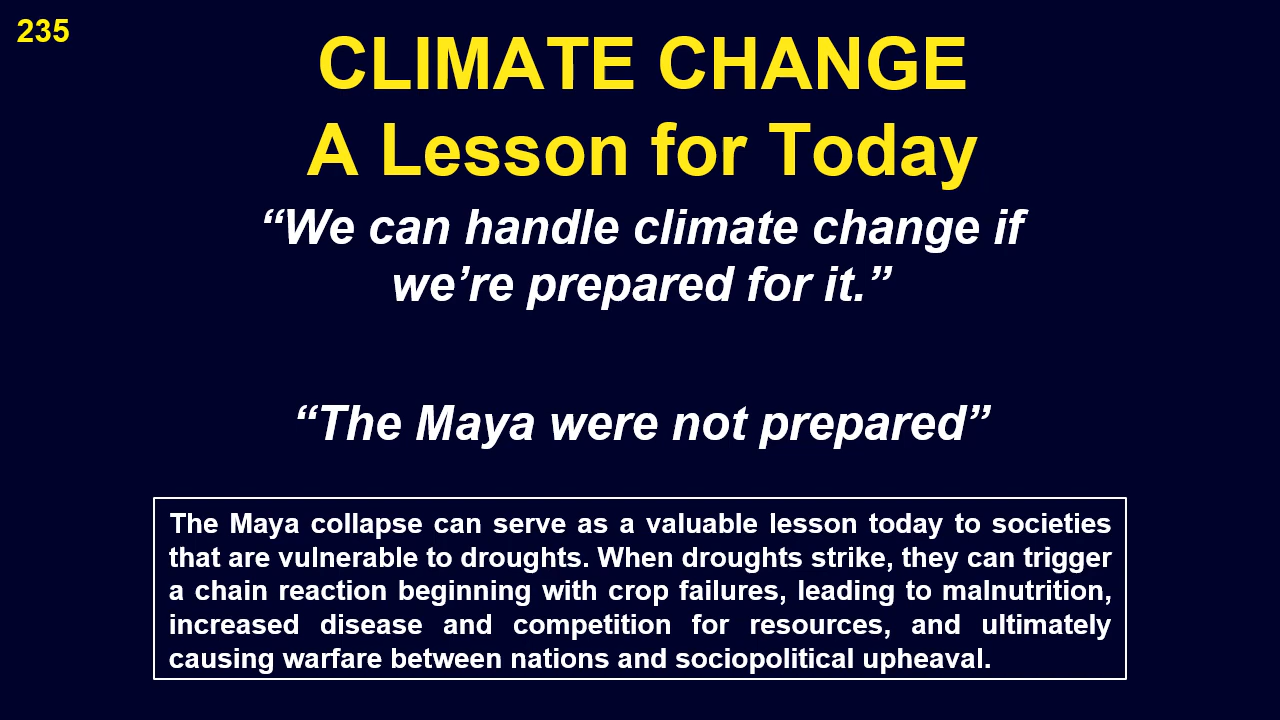 235
CLIMATE CHANGE
A Lesson for Today
“We can handle climate change if
we’re prepared for it.”
“The Maya were not prepared”
The Maya collapse can serve as a valuable lesson today to societies
that are vulnerable to droughts. When droughts strike, they can trigger
a chain reaction beginning with crop failures, leading to malnutrition,
increased disease and competition for resources, and ultimately
causing warfare between nations and sociopolitical upheaval.